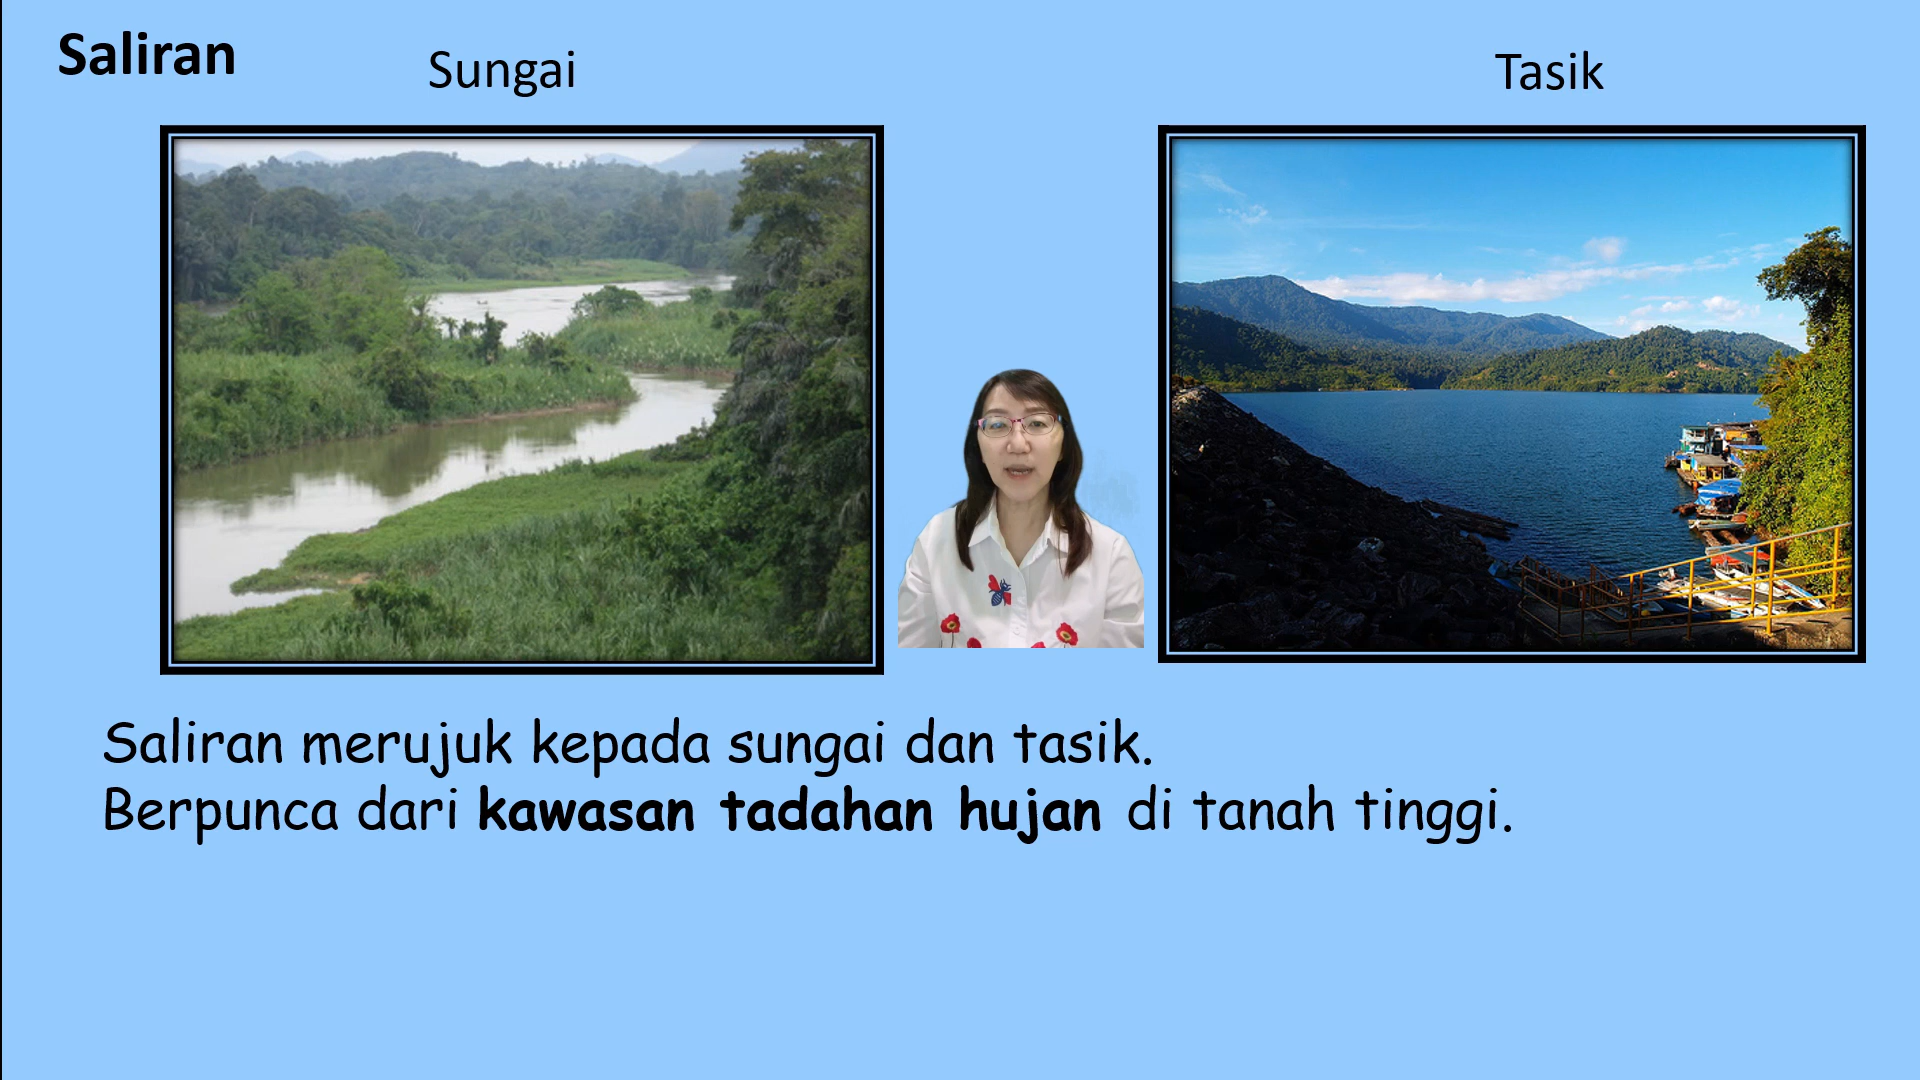 Saliran
Sungai
Tasik
Saliran merujuk kepada sungai dan tasik.
Berpunca dari kawasan tadahan hujan di tanah tinggi.